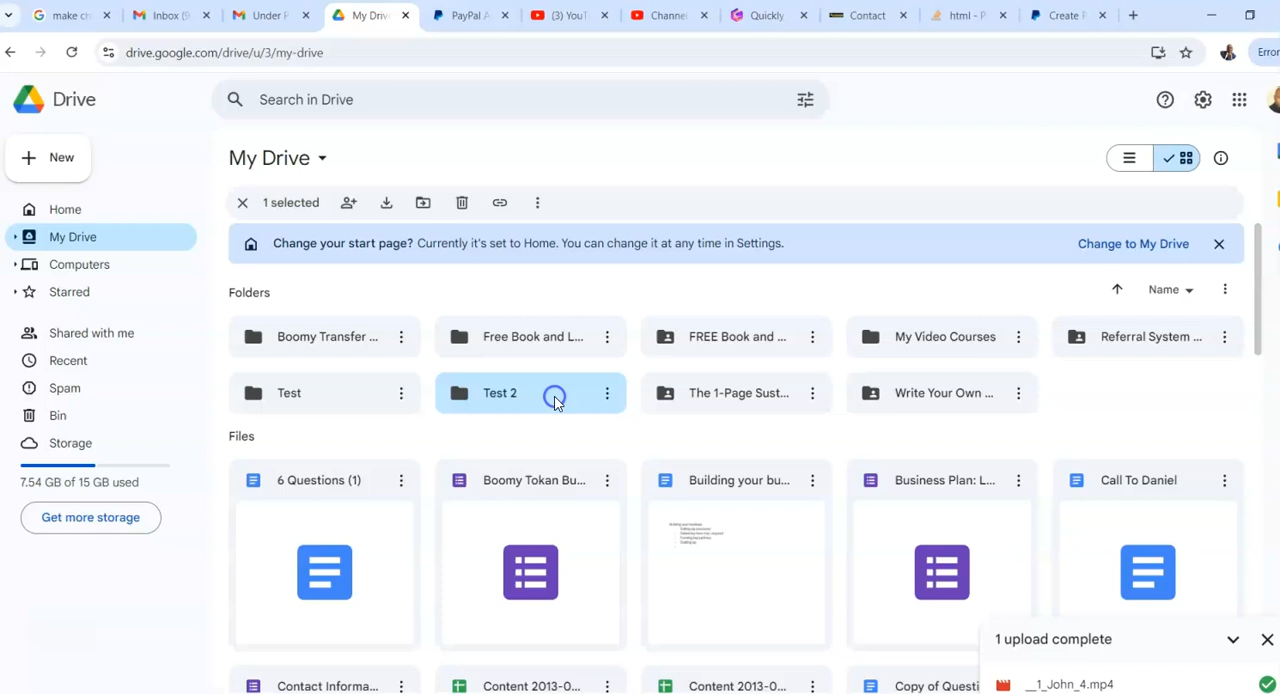 make ch
Inbox (9
Under F
My Driv
PayPal A
(3) YouT
Channel
Quickly
Contact
html - P
Create P
drive.google.com/drive/u/3/my-drive
Error
Drive
Search in Drive
New
My Drive
Home
My Drive
Computers
Starred
Shared with me
Recent
Spam
Bin
Storage
7.54 GB of 15 GB used
Get more storage
1 selected
Change your start page? Currently it's set to Home. You can change it at any time in Settings.
Change to My Drive
Folders
Name
Boomy Transfer ...
Free Book and L...
FREE Book and ...
My Video Courses
Referral System ...
Test
Test 2
The 1-Page Sust...
Write Your Own ...
Files
6 Questions (1)
Boomy Tokan Bu...
Building your bu...
Business Plan: L...
Call To Daniel
Contact Informa...
Content 2013-0...
Content 2013-0...
Copy of Questi
1 upload complete
__1_John_4.mp4